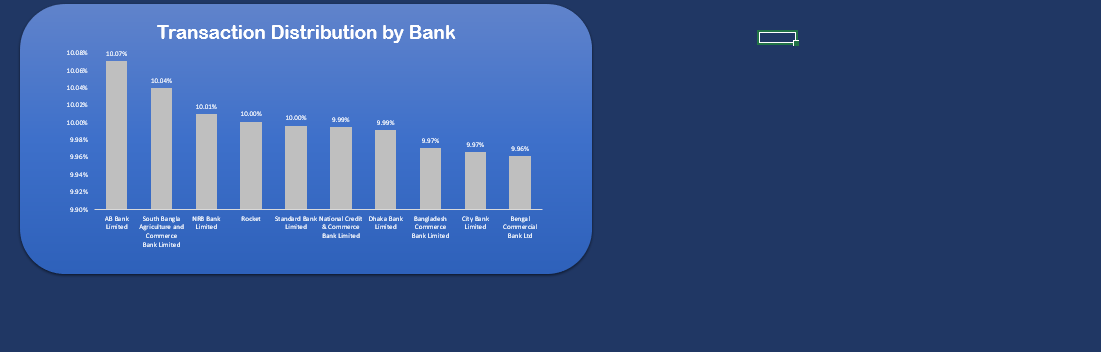 Transaction Distribution by Bank
10.08%
10.06%
10.04%
10.02%
10.00%
9.98%
9.96%
9.94%
9.92%
9.90%
10.07%
10.04%
10.01%
10.00%
10.00%
9.99%
9.99%
9.97%
9.97%
9.96%
AB Bank
Limited
South Bangla
Agriculture and
Commerce
Bank Limited
NRB Bank
Limited
Rocket
Standard Bank
Limited
National Credit
& Commerce
Bank Limited
Dhaka Bank
Limited
Bangladesh
Commerce
Bank Limited
City Bank
Limited
Bengal
Commercial
Bank Ltd